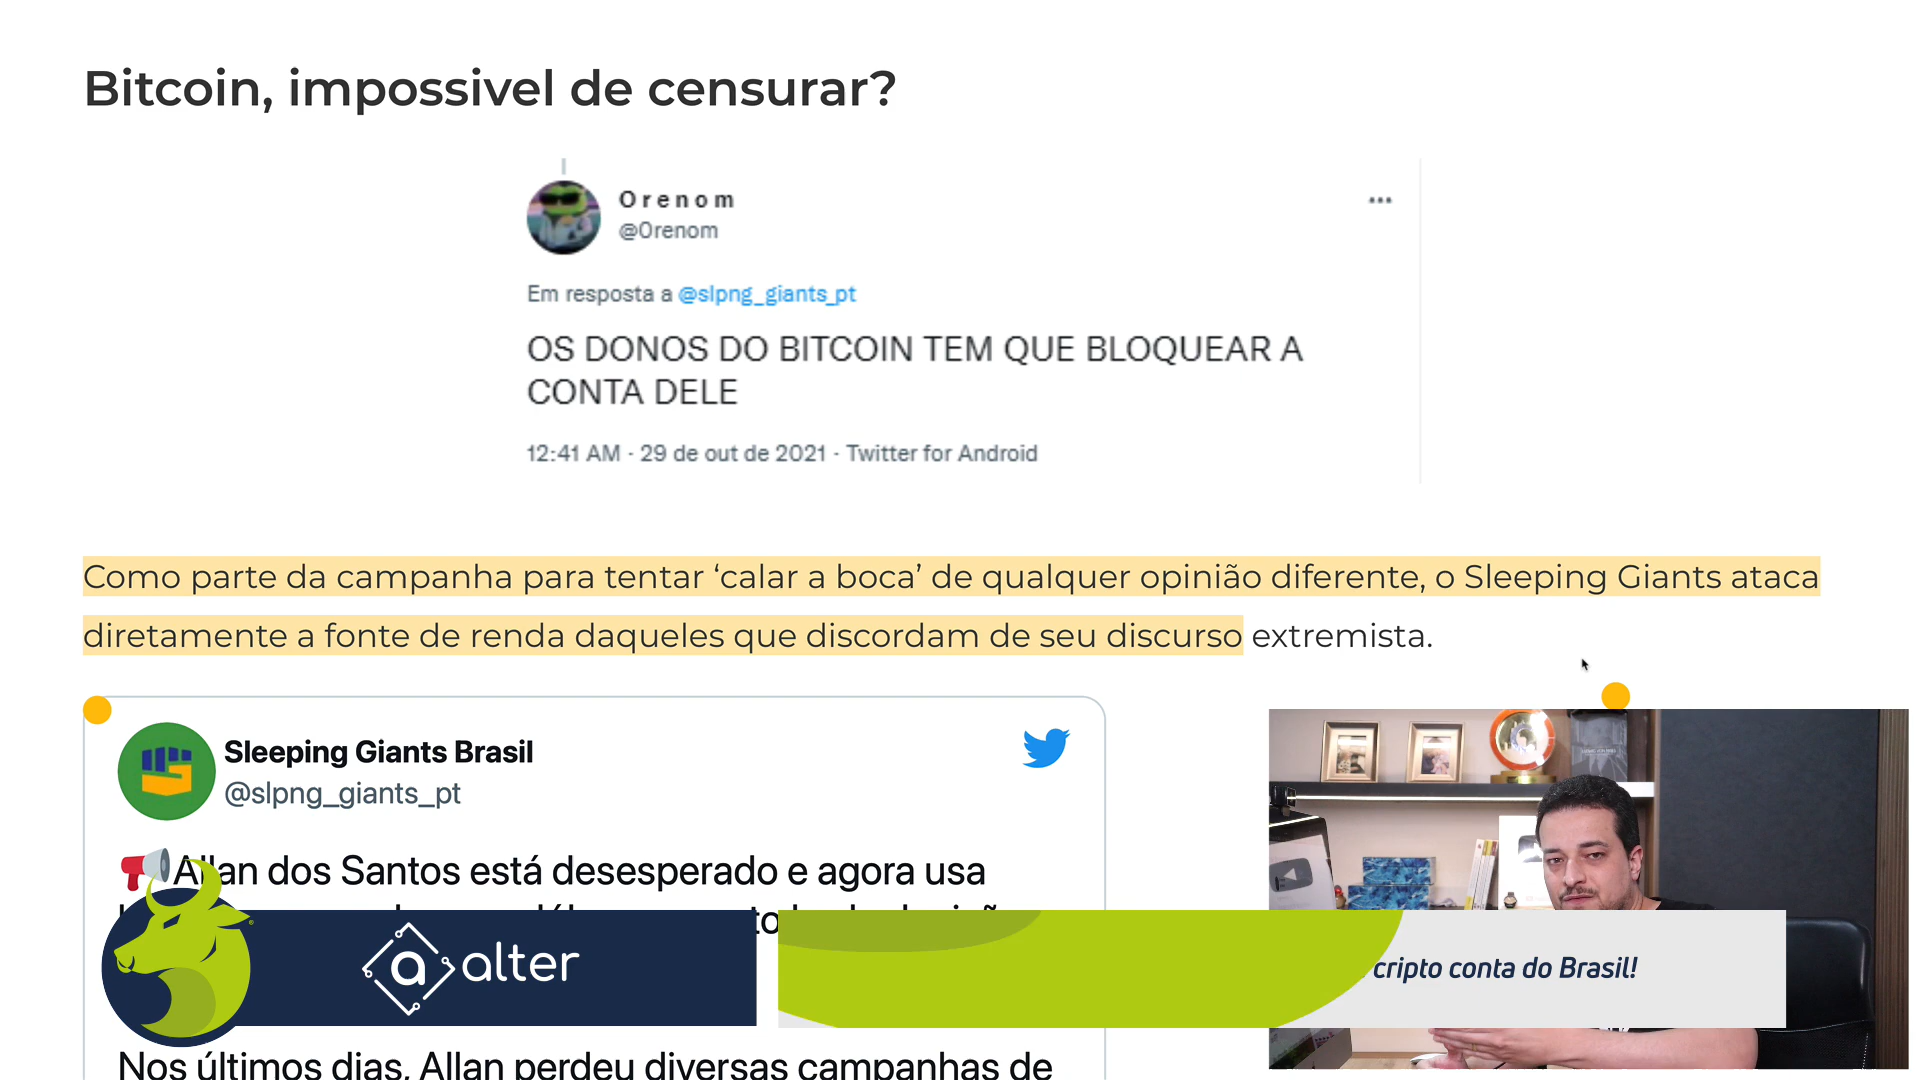 Bitcoin, impossivel de censurar?
Orenom
@0renom
Em resposta a @slpng_giants_pt
OS DONOS DO BITCOIN TEM QUE BLOQUEAR A
CONTA DELE
12:41 AM · 29 de out de 2021 · Twitter for Android
Como parte da campanha para tentar ‘calar a boca’ de qualquer opinião diferente, o Sleeping Giants ataca
diretamente a fonte de renda daqueles que discordam de seu discurso extremista.
Sleeping Giants Brasil
@slpng_giants_pt
Allan dos Santos está desesperado e agora usa
alter
cripto conta do Brasil!
Nos últimos dias, Allan perdeu diversas campanhas de